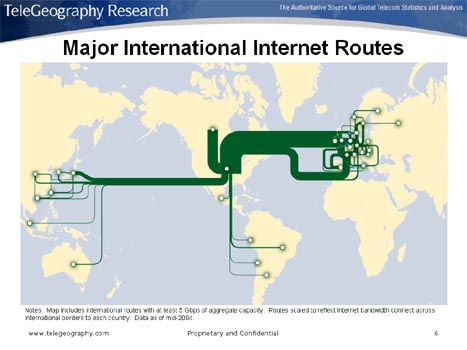 TeleGeography Research
The Authoritative Source for Global Telecom Statistics and Analysis
Major International Internet Routes
Notes: Map includes international routes with at least 5 Gbps of aggregate capacity. Routes scaled to reflect Internet bandwidth connect across
international borders to each country. Data as of mid-2004.
www.telegeography.com
Proprietary and Confidential
6